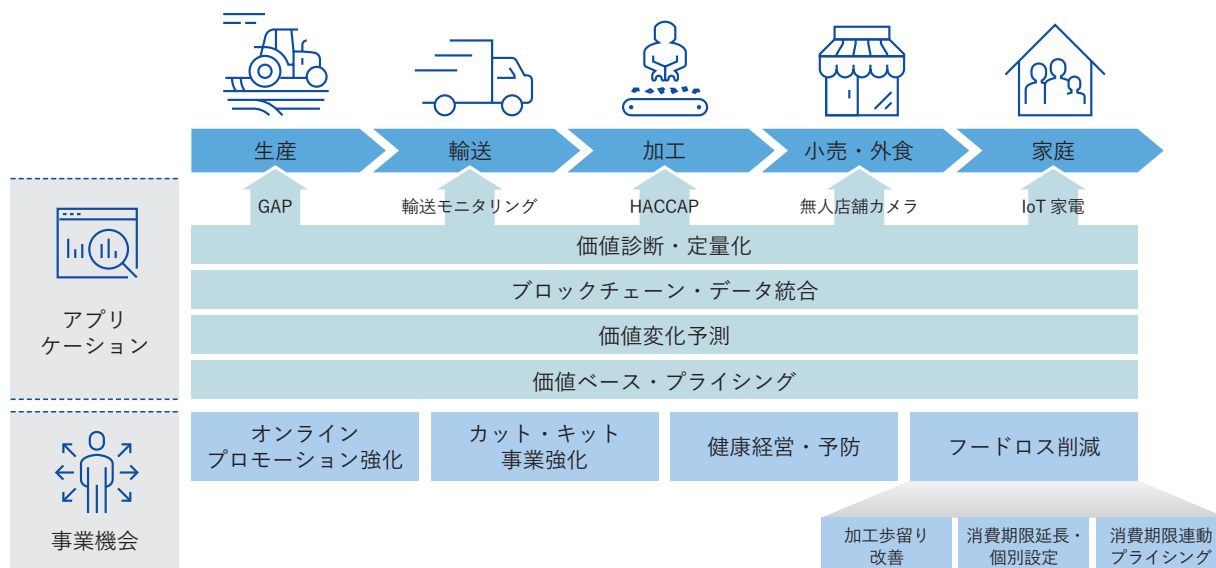 生産
輸送
加工
小売・外食
家庭
GAP
輸送モニタリング
HACCAP
無人店舗カメラ
IoT 家電
アプリ
ケーション
価値診断・定量化
ブロックチェーン・データ統合
価値変化予測
価値ベース・プライシング
事業機会
オンライン
プロモーション強化
カット・キット
事業強化
健康経営・予防
フードロス削減
加工歩留り
改善
消費期限延長・
個別設定
消費期限連動
プライシング